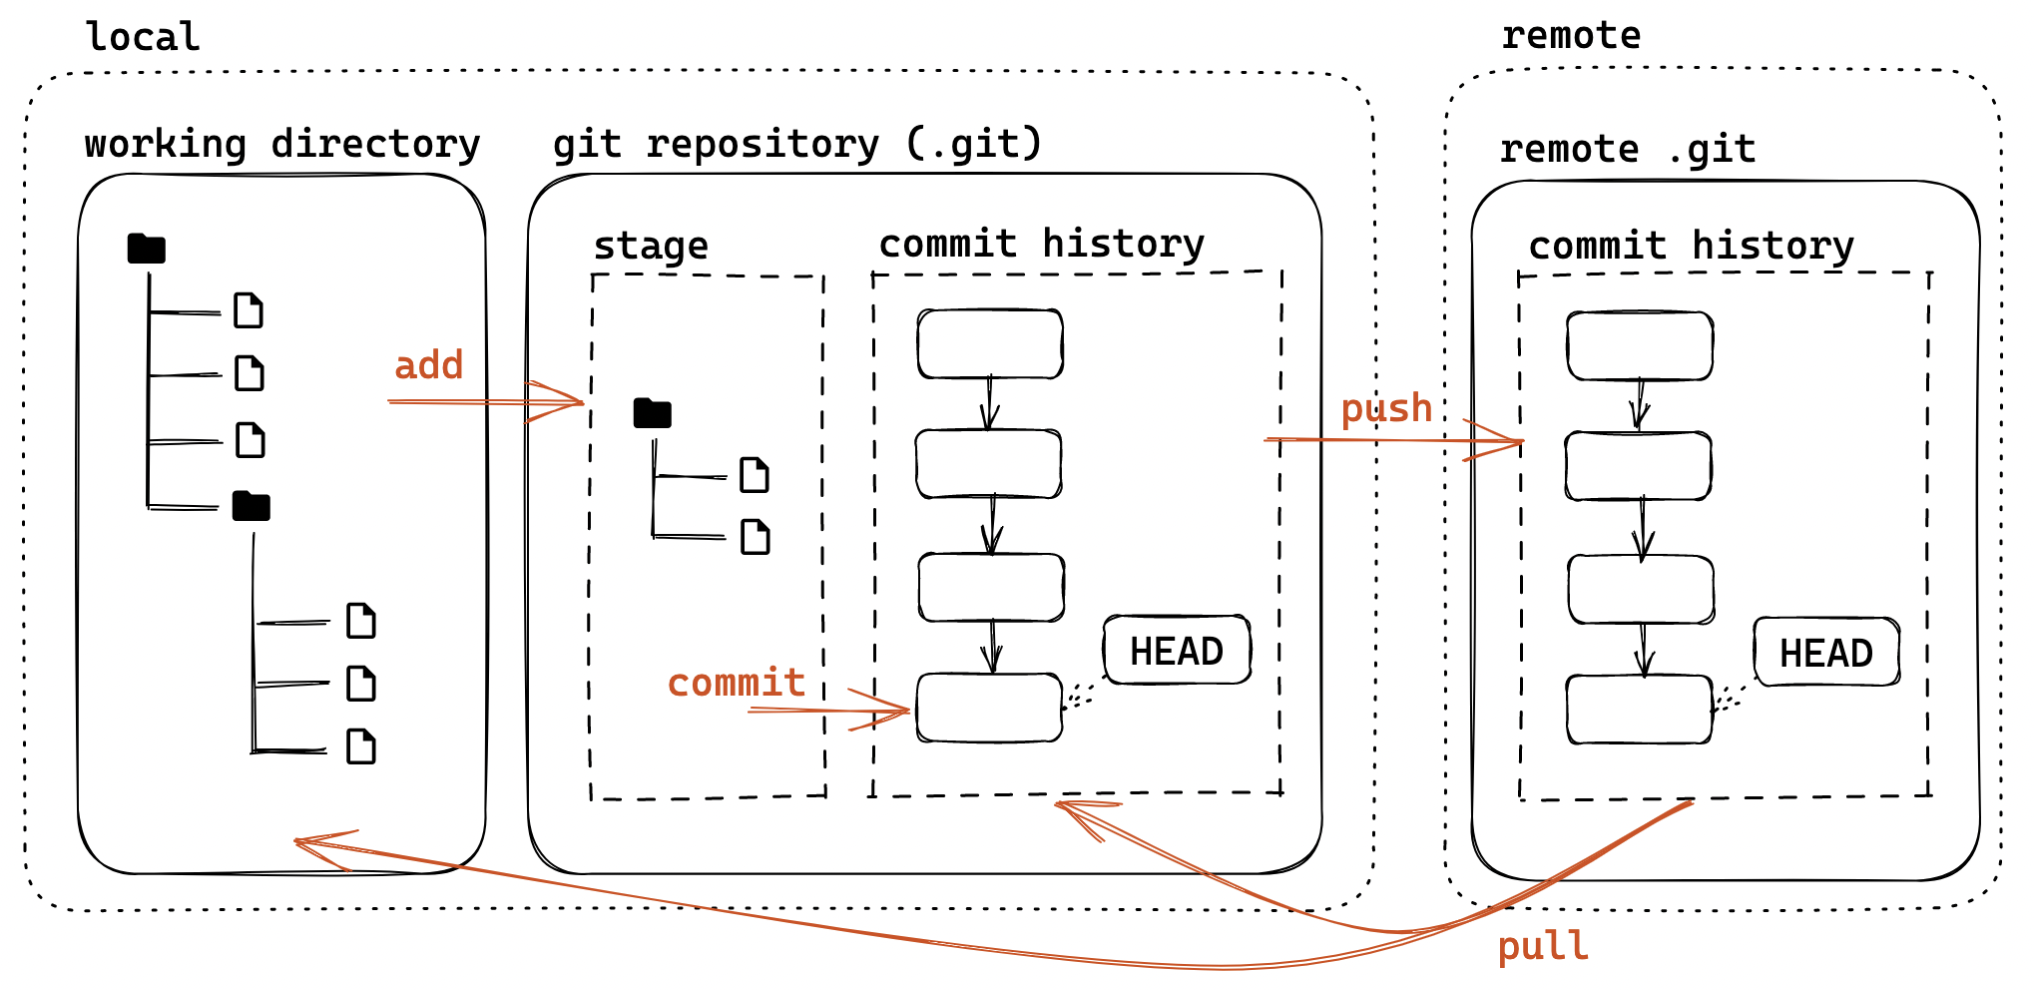 local
remote
working directory
git repository (.git)
remote .git
stage
commit history
commit history
add
push
commit
HEAD
HEAD
pull